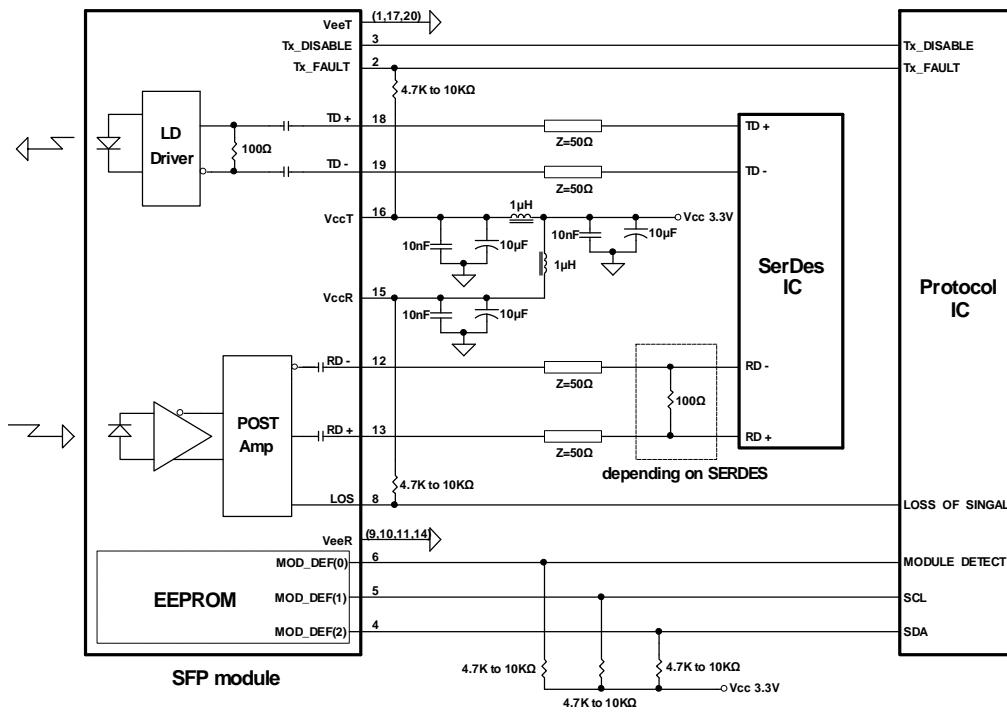 VeeT (1,17,20)
Tx_DISABLE 3 Tx_DISABLE
Tx_FAULT 2 Tx_FAULT
4.7K to 10KΩ
LD
Driver
100Ω
TD + 18 Z=50Ω TD +
TD - 19 Z=50Ω TD -
1µH
VccT 16 Vcc 3.3V
10nF 10µF 10nF 10µF
1µH
SerDes
IC
Protocol
IC
VccR 15
10nF 10µF
RD - 12 Z=50Ω RD -
100Ω
POST
Amp
RD + 13 Z=50Ω RD +
depending on SERDES
4.7K to 10KΩ
LOS 8 LOSS OF SINGAL
VeeR (9,10,11,14)
MOD_DEF(0) 6 MODULE DETECT
EEPROM
MOD_DEF(1) 5 SCL
MOD_DEF(2) 4 SDA
4.7K to 10KΩ 4.7K to 10KΩ
SFP module
4.7K to 10KΩ
Vcc 3.3V